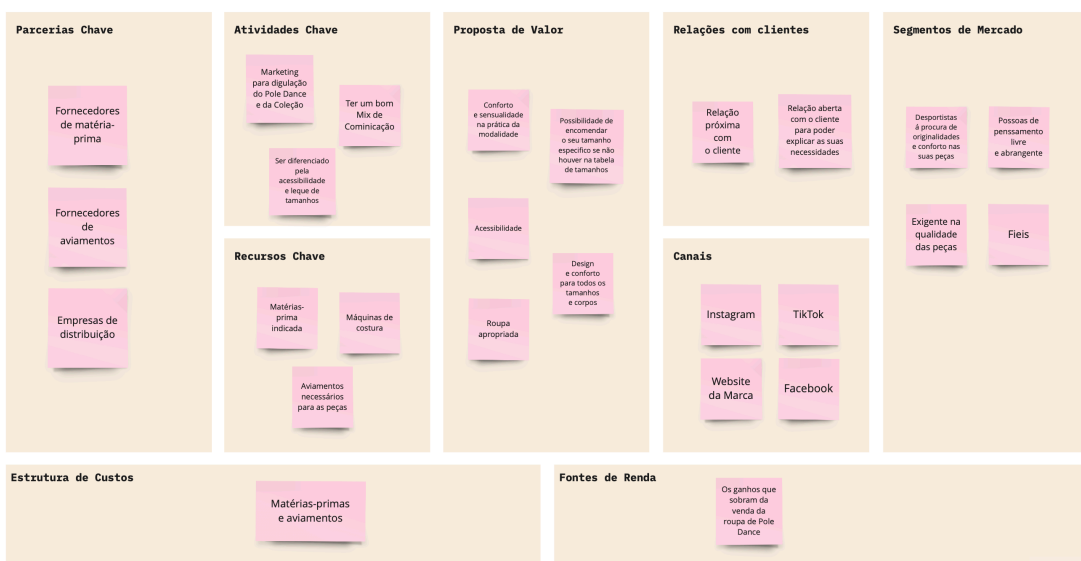 Parcerias Chave
Fornecedores
de matéria-
prima
Fornecedores
de
aviamentos
Empresas de
distribuição
Atividades Chave
Marketing
para digulação
do Pole Dance
e da Coleção
Ter um bom
Mix de
Cominicação
Ser diferenciado
pela
acessibilidade
e leque de
tamanhos
Recursos Chave
Matérias-
prima
indicada
Máquinas de
costura
Aviamentos
necessários
para as peças
Proposta de Valor
Conforto
e sensualidade
na prática da
modalidade
Possibilidade de
encomendar
o seu tamanho
especifico se não
houver na tabela
de tamanhos
Acessibilidade
Design
e conforto
para todos os
tamanhos
e corpos
Roupa
apropriada
Relações com clientes
Relação
próxima
com
o cliente
Relação aberta
com o cliente
para poder
explicar as suas
necessidades
Canais
Instagram
TikTok
Website
da Marca
Facebook
Segmentos de Mercado
Desportistas
á procura de
originalidades
e conforto nas
suas peças
Possoas de
penssamento
livre
e abrangente
Exigente na
qualidade
das peças
Fieis
Estrutura de Custos
Matérias-primas
e aviamentos
Fontes de Renda
Os ganhos que
sobram da
venda da
roupa de Pole
Dance